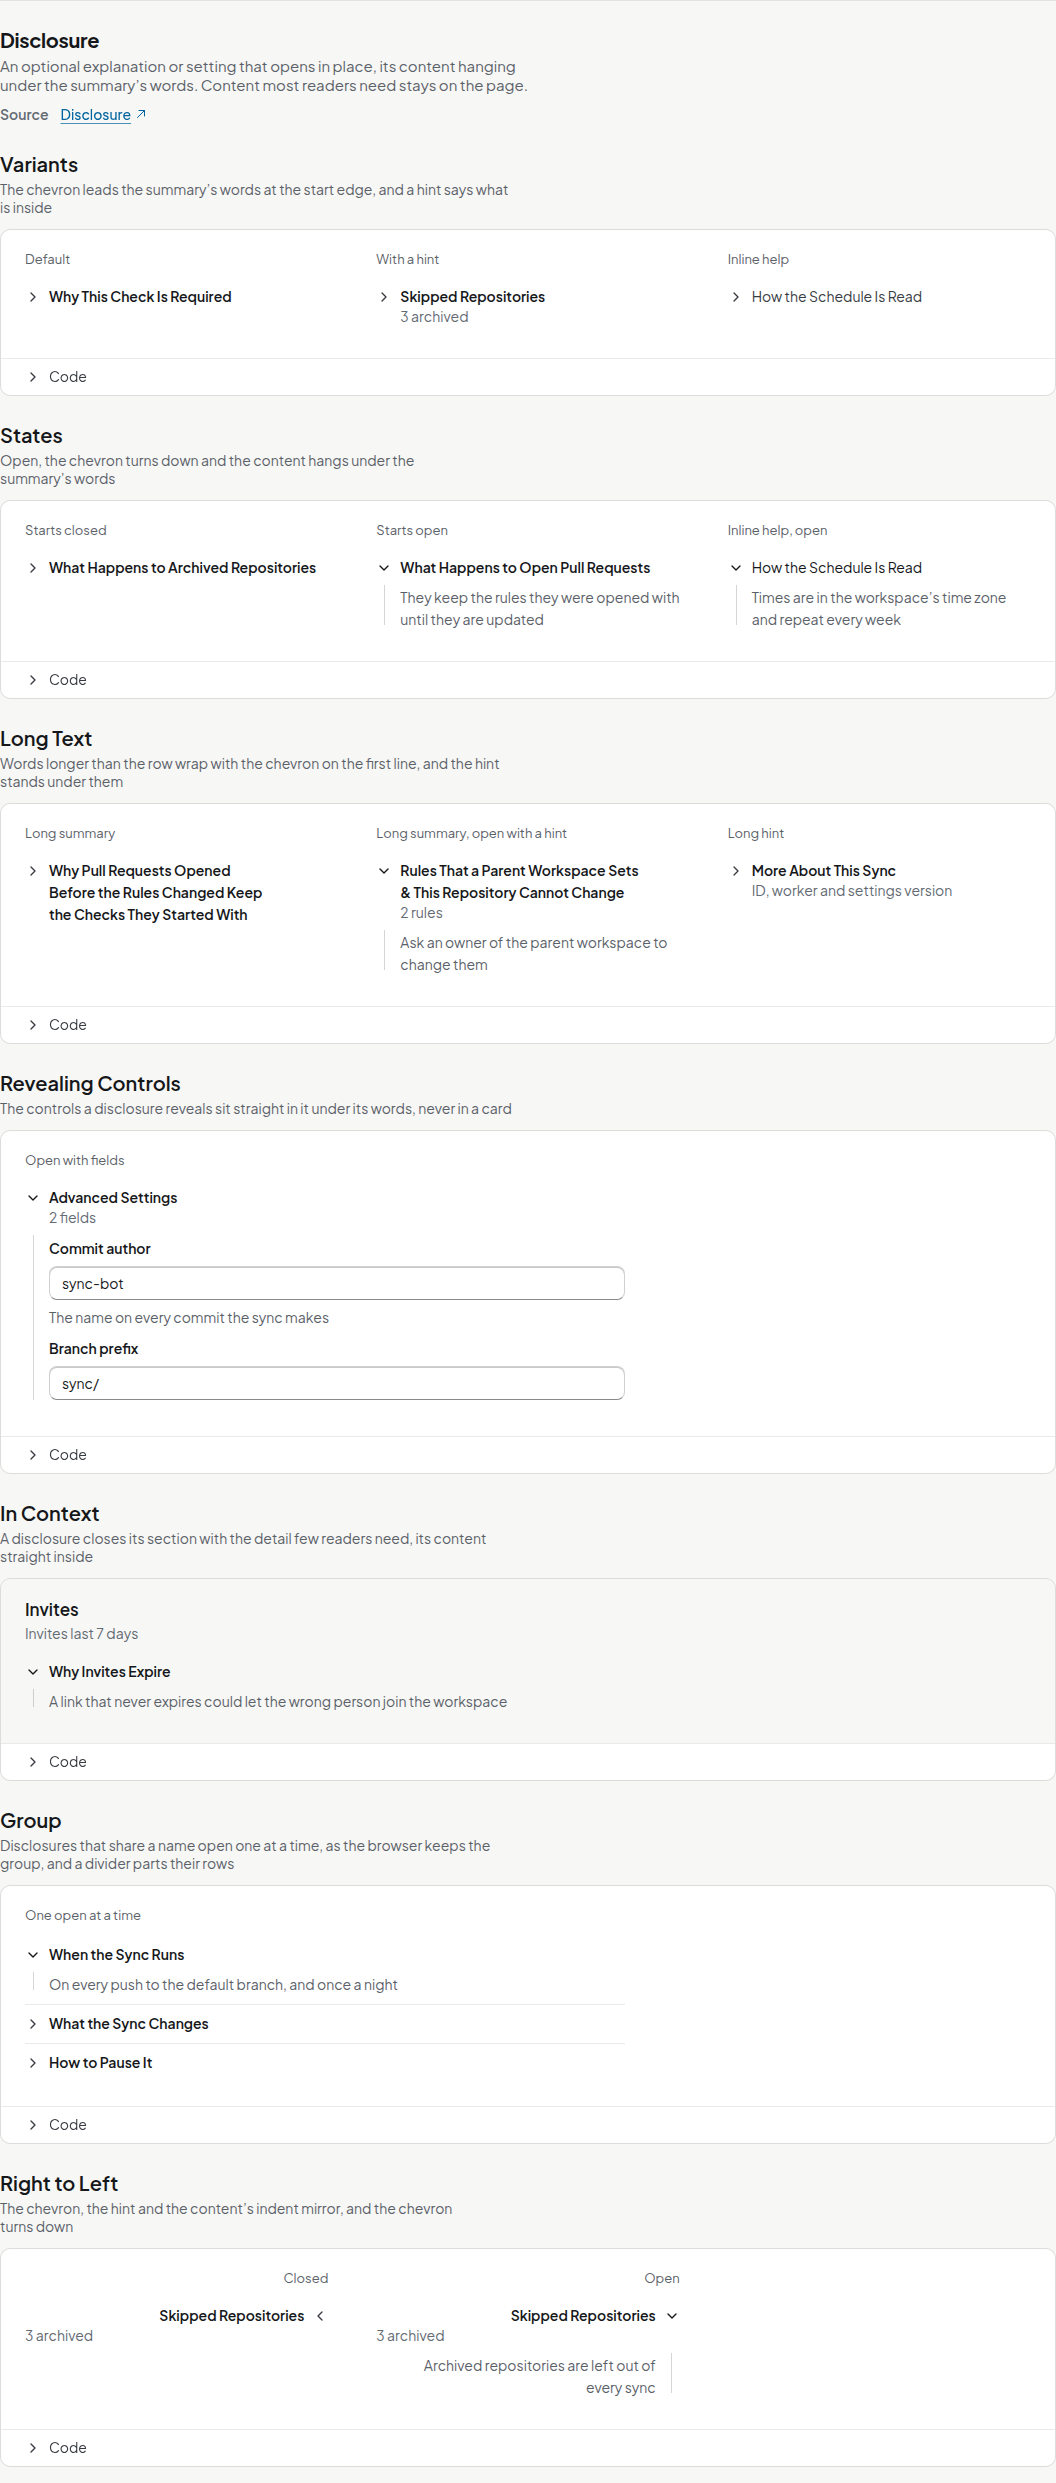 Disclosure
An optional explanation or setting that opens in place, its content hanging
under the summary's words. Content most readers need stays on the page.
Source Disclosure
Variants
The chevron leads the summary's words at the start edge, and a hint says what
is inside
Default
Why This Check Is Required
With a hint
Skipped Repositories
3 archived
Inline help
How the Schedule Is Read
Code
States
Open, the chevron turns down and the content hangs under the
summary's words
Starts closed
What Happens to Archived Repositories
Starts open
What Happens to Open Pull Requests
They keep the rules they were opened with
until they are updated
Inline help, open
How the Schedule Is Read
Times are in the workspace's time zone
and repeat every week
Code
Long Text
Words longer than the row wrap with the chevron on the first line, and the hint
stands under them
Long summary
Why Pull Requests Opened
Before the Rules Changed Keep
the Checks They Started With
Long summary, open with a hint
Rules That a Parent Workspace Sets
& This Repository Cannot Change
2 rules
Ask an owner of the parent workspace to
change them
Long hint
More About This Sync
ID, worker and settings version
Code
Revealing Controls
The controls a disclosure reveals sit straight in it under its words, never in a card
Open with fields
Advanced Settings
2 fields
Commit author
sync-bot
The name on every commit the sync makes
Branch prefix
sync/
Code
In Context
A disclosure closes its section with the detail few readers need, its content
straight inside
Invites
Invites last 7 days
Why Invites Expire
A link that never expires could let the wrong person join the workspace
Code
Group
Disclosures that share a name open one at a time, as the browser keeps the
group, and a divider parts their rows
One open at a time
When the Sync Runs
On every push to the default branch, and once a night
What the Sync Changes
How to Pause It
Code
Right to Left
The chevron, the hint and the content's indent mirror, and the chevron
turns down
Closed
Skipped Repositories
3 archived
Open
Skipped Repositories
3 archived
Archived repositories are left out of
every sync
Code